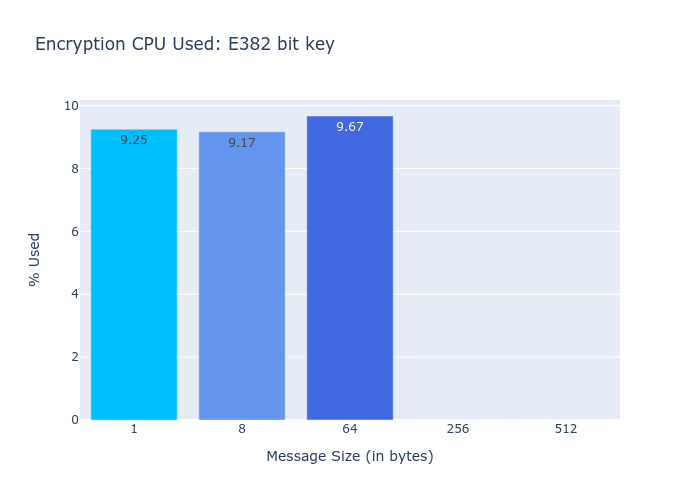 Encryption CPU Used: E382 bit key
10
8
6
4
2
0
% Used
9.25
9.17
9.67
1 8 64 256 512
Message Size (in bytes)